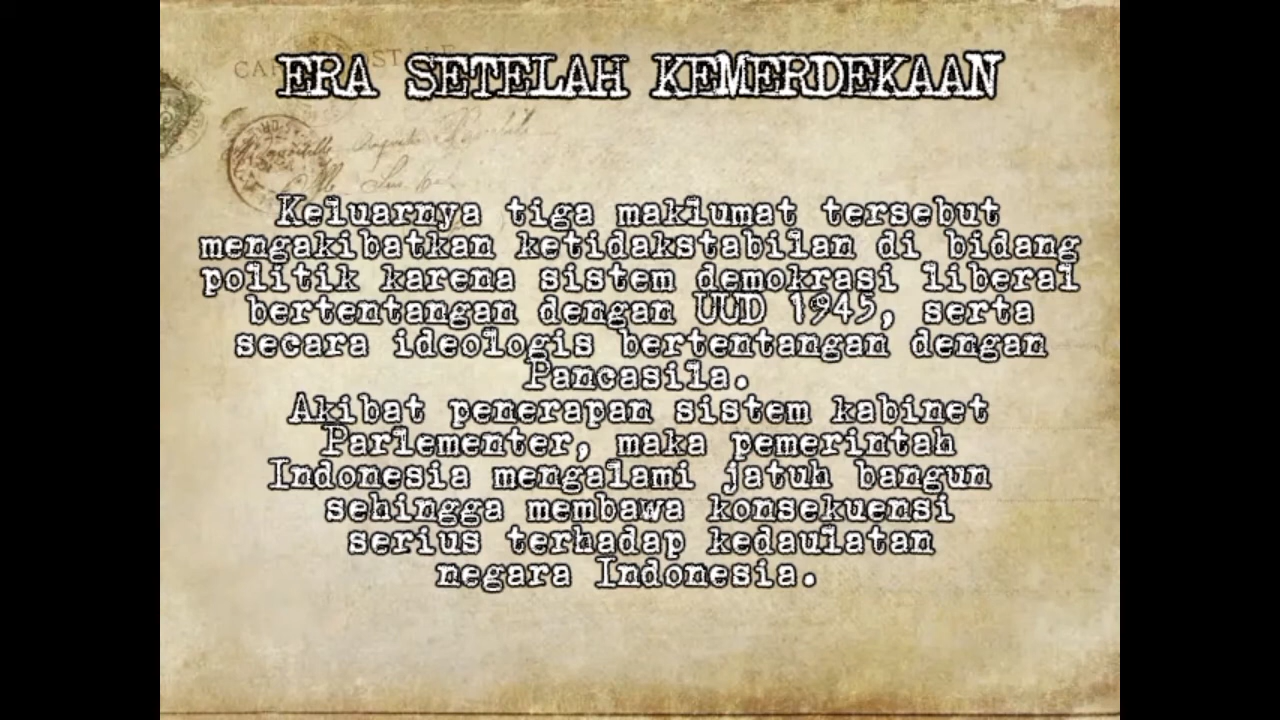 ERA SETELAH KEMERDEKAAN
Keluarnya tiga maklumat tersebut
mengakibatkan ketidakstabilan di bidang
politik karena sistem demokrasi liberal
bertentangan dengan UUD 1945, serta
secara ideologis bertentangan dengan
Pancasila.
Akibat penerapan sistem kabinet
Parlementer, maka pemerintah
Indonesia mengalami jatuh bangun
sehingga membawa konsekuensi
serius terhadap kedaulatan
negara Indonesia.